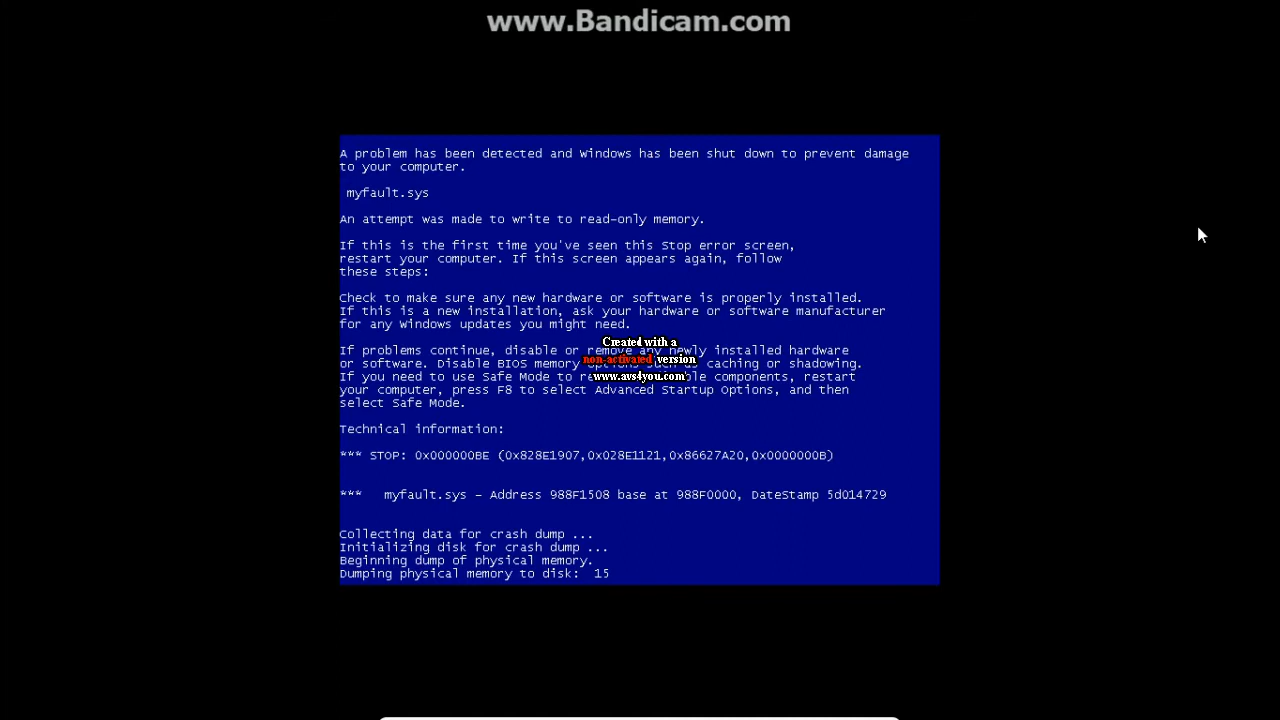 www.Bandicam.com
A problem has been detected and Windows has been shut down to prevent damage
to your computer.
myfault.sys
An attempt was made to write to read-only memory.
If this is the first time you've seen this Stop error screen,
restart your computer. If this screen appears again, follow
these steps:
Check to make sure any new hardware or software is properly installed.
If this is a new installation, ask your hardware or software manufacturer
for any Windows updates you might need.
Created with a
If problems continue, disable or remove any newly installed hardware
non-activated version
or software. Disable BIOS memory options such as caching or shadowing.
www.avs4you.com
If you need to use Safe Mode to components, restart
your computer, press F8 to select Advanced Startup Options, and then
select Safe Mode.
Technical information:
*** STOP: 0x000000BE (0x828E1907,0x028E1121,0x86627A20,0x0000000B)
*** myfault.sys - Address 988F1508 base at 988F0000, DateStamp 5d014729
Collecting data for crash dump ...
Initializing disk for crash dump ...
Beginning dump of physical memory.
Dumping physical memory to disk: 15